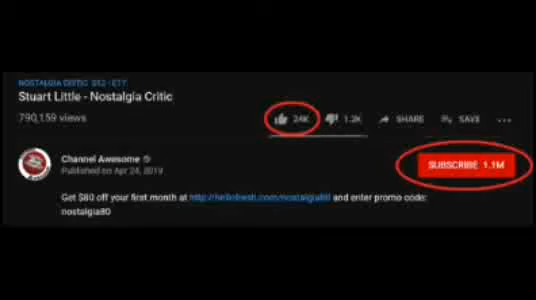 NOSTALGIA CRITIC S12 • E17
Stuart Little - Nostalgia Critic
790,159 views
24K
1.3K
SHARE
SAVE
Channel Awesome
SUBSCRIBE 1.1M
Published on Apr 24, 2019
Get $80 off your first month at http://hellofresh.com/nostalgia80 and enter promo code:
nostalgia80